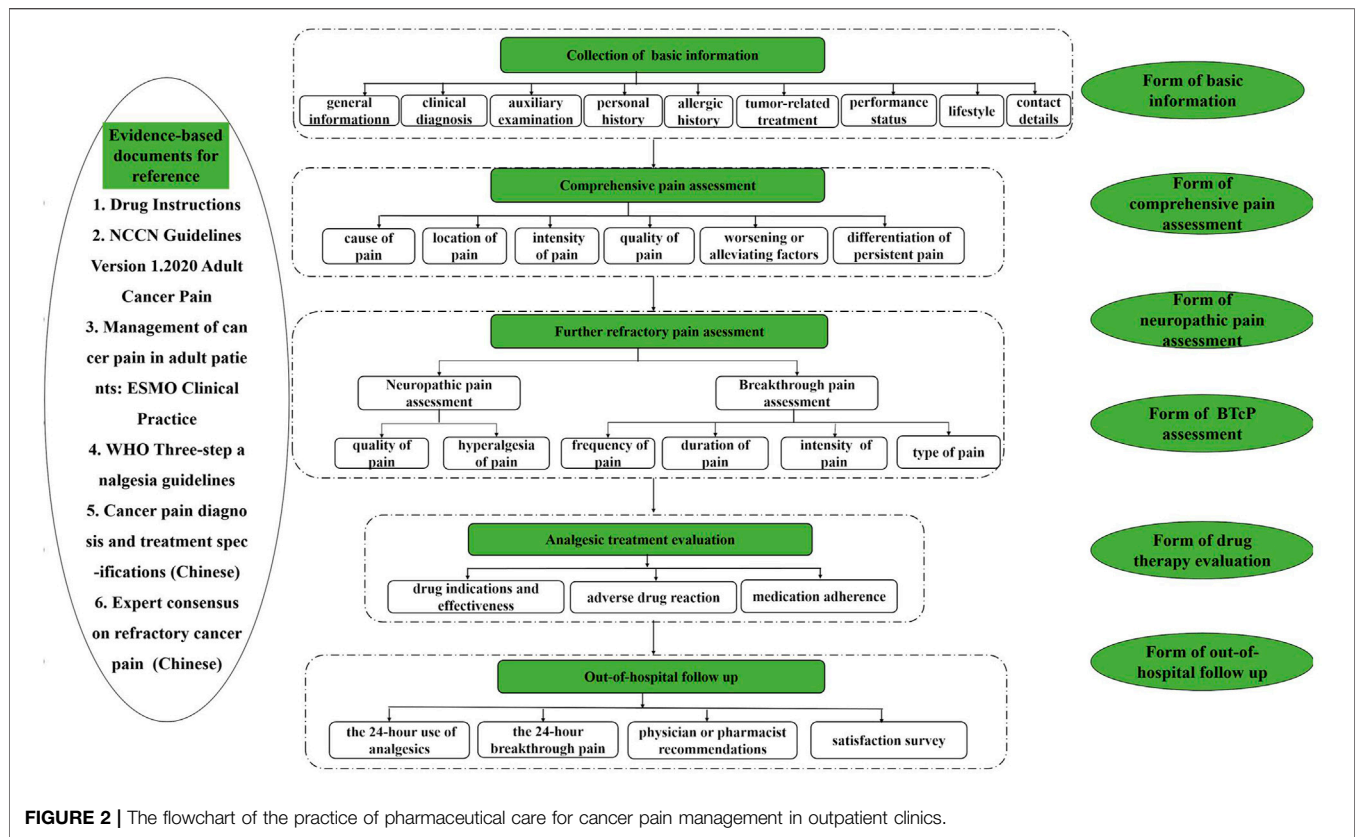 Evidence-based
documents for
reference
1. Drug Instructions
2. NCCN Guidelines
Version 1.2020 Adult
Cancer Pain
3. Management of can
cer pain in adult patie
nts: ESMO Clinical
Practice
4. WHO Three-step a
nalgesia guidelines
5. Cancer pain diagno
sis and treatment spec
-ifications (Chinese)
6. Expert consensus
on refractory cancer
pain (Chinese)
Collection of basic information
general
informationn
clinical
diagnosis
auxiliary
examination
personal
history
allergic
history
tumor-related
treatment
performance
status
lifestyle
contact
details
Comprehensive pain assessment
cause of
pain
location of
pain
intensity
of pain
quality of
pain
worsening or
alleviating factors
differentiation of
persistent pain
Further refractory pain asessment
Neuropathic pain
assessment
Breakthrough pain
assessment
quality of
pain
hyperalgesia
of pain
frequency of
pain
duration of
pain
intensity of
pain
type of pain
Analgesic treatment evaluation
drug indications and
effectiveness
adverse drug reaction
medication adherence
Out-of-hospital follow up
the 24-hour use of
analgesics
the 24-hour
breakthrough pain
physician or pharmacist
recommendations
satisfaction survey
Form of basic
information
Form of
comprehensive pain
assessment
Form of
neuropathic pain
assessment
Form of BTcP
assessment
Form of drug
therapy evaluation
Form of out-of-
hospital follow up
FIGURE 2 | The flowchart of the practice of pharmaceutical care for cancer pain management in outpatient clinics.